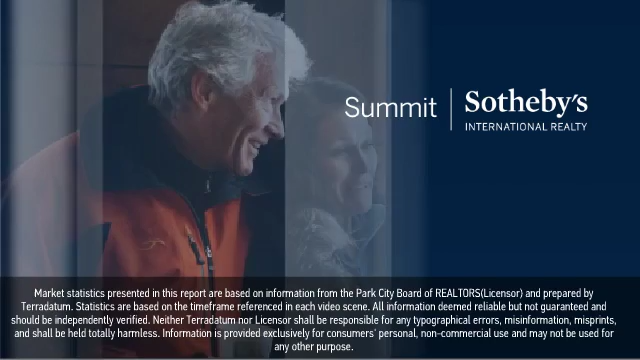 Summit
Sotheby's
INTERNATIONAL REALTY
Market statistics presented in this report are based on information from the Park City Board of REALTORS(Licensor) and prepared by
Terradatum. Statistics are based on the timeframe referenced in each video scene. All information deemed reliable but not guaranteed and
should be independently verified. Neither Terradatum nor Licensor shall be responsible for any typographical errors, misinformation, misprints,
and shall be held totally harmless. Information is provided exclusively for consumers' personal, non-commercial use and may not be used for
any other purpose.